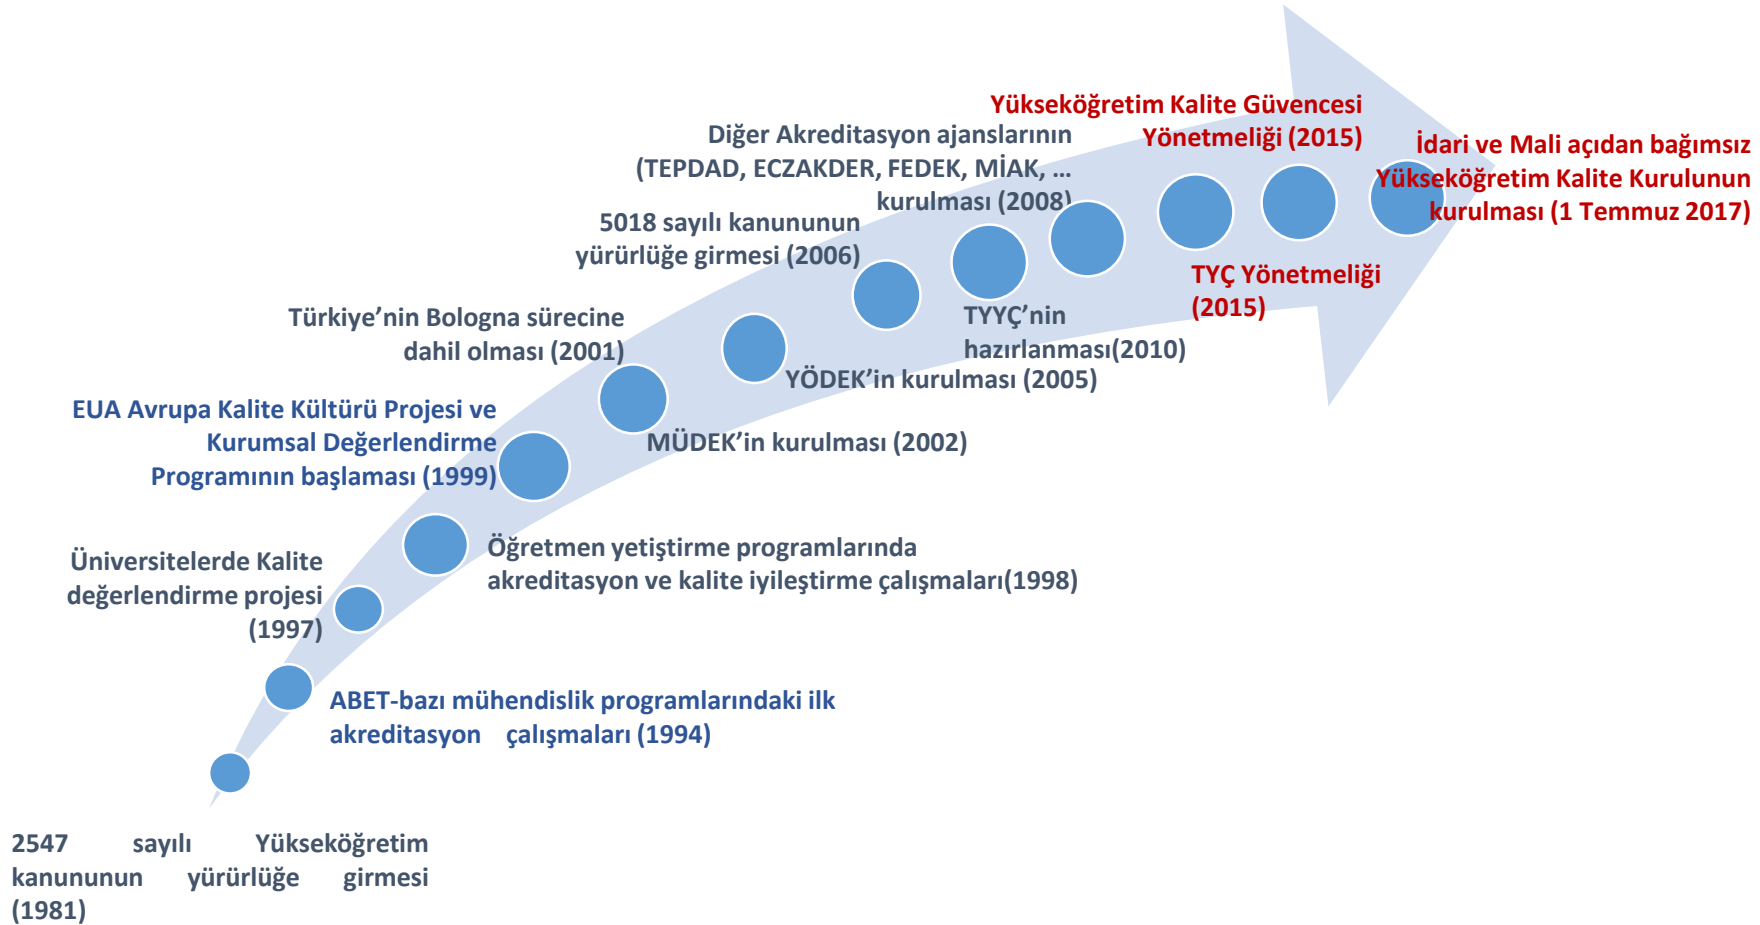 Yükseköğretim Kalite Güvencesi
Yönetmeliği (2015)
İdari ve Mali açıdan bağımsız
Yükseköğretim Kalite Kurulunun
kurulması (1 Temmuz 2017)
Diğer Akreditasyon ajanslarının
(TEPDAD, ECZAKDER, FEDEK, MİAK, …
kurulması (2008)
5018 sayılı kanununun
yürürlüğe girmesi (2006)
TYÇ Yönetmeliği
(2015)
Türkiye’nin Bologna sürecine
dahil olması (2001)
TYYÇ’nin
hazırlanması(2010)
YÖDEK’in kurulması (2005)
EUA Avrupa Kalite Kültürü Projesi ve
Kurumsal Değerlendirme
Programının başlaması (1999)
MÜDEK’in kurulması (2002)
Üniversitelerde Kalite
değerlendirme projesi
(1997)
Öğretmen yetiştirme programlarında
akreditasyon ve kalite iyileştirme çalışmaları(1998)
ABET-bazı mühendislik programlarındaki ilk
akreditasyon çalışmaları (1994)
2547 sayılı Yükseköğretim
kanununun yürürlüğe girmesi
(1981)